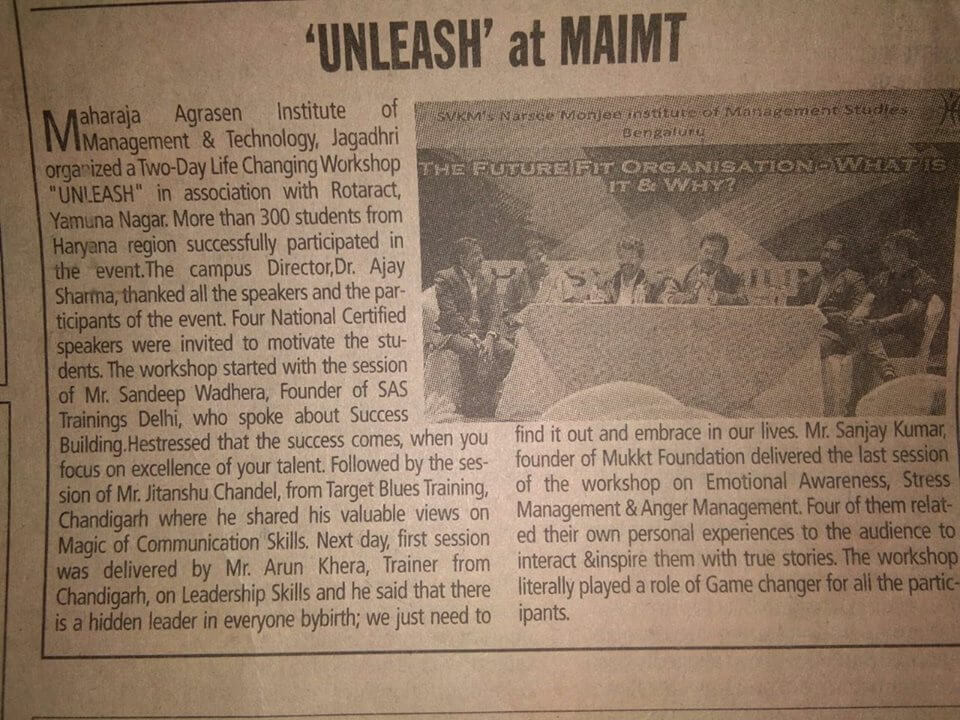 'UNLEASH' at MAIMT
Maharaja Agrasen Institute of
Management & Technology, Jagadhri
organized a Two-Day Life Changing Workshop
"UNLEASH" in association with Rotaract,
Yamuna Nagar. More than 300 students from
Haryana region successfully participated in
the event.The campus Director,Dr. Ajay
Sharma, thanked all the speakers and the par-
ticipants of the event. Four National Certified
speakers were invited to motivate the stu-
dents. The workshop started with the session
of Mr. Sandeep Wadhera, Founder of SAS
Trainings Delhi, who spoke about Success
Building.Hestressed that the success comes, when you
focus on excellence of your talent. Followed by the ses-
sion of Mr. Jitanshu Chandel, from Target Blues Training,
Chandigarh where he shared his valuable views on
Magic of Communication Skills. Next day, first session
was delivered by Mr. Arun Khera, Trainer from
Chandigarh, on Leadership Skills and he said that there
is a hidden leader in everyone bybirth; we just need to
SVKM's Narsee Monjee Institute of Management Studies
Bengaluru
The Future Fit Organisation - What is
it & Why?
find it out and embrace in our lives. Mr. Sanjay Kumar,
founder of Mukkt Foundation delivered the last session
of the workshop on Emotional Awareness, Stress
Management & Anger Management. Four of them relat-
ed their own personal experiences to the audience to
interact &inspire them with true stories. The workshop
literally played a role of Game changer for all the partic-
ipants.